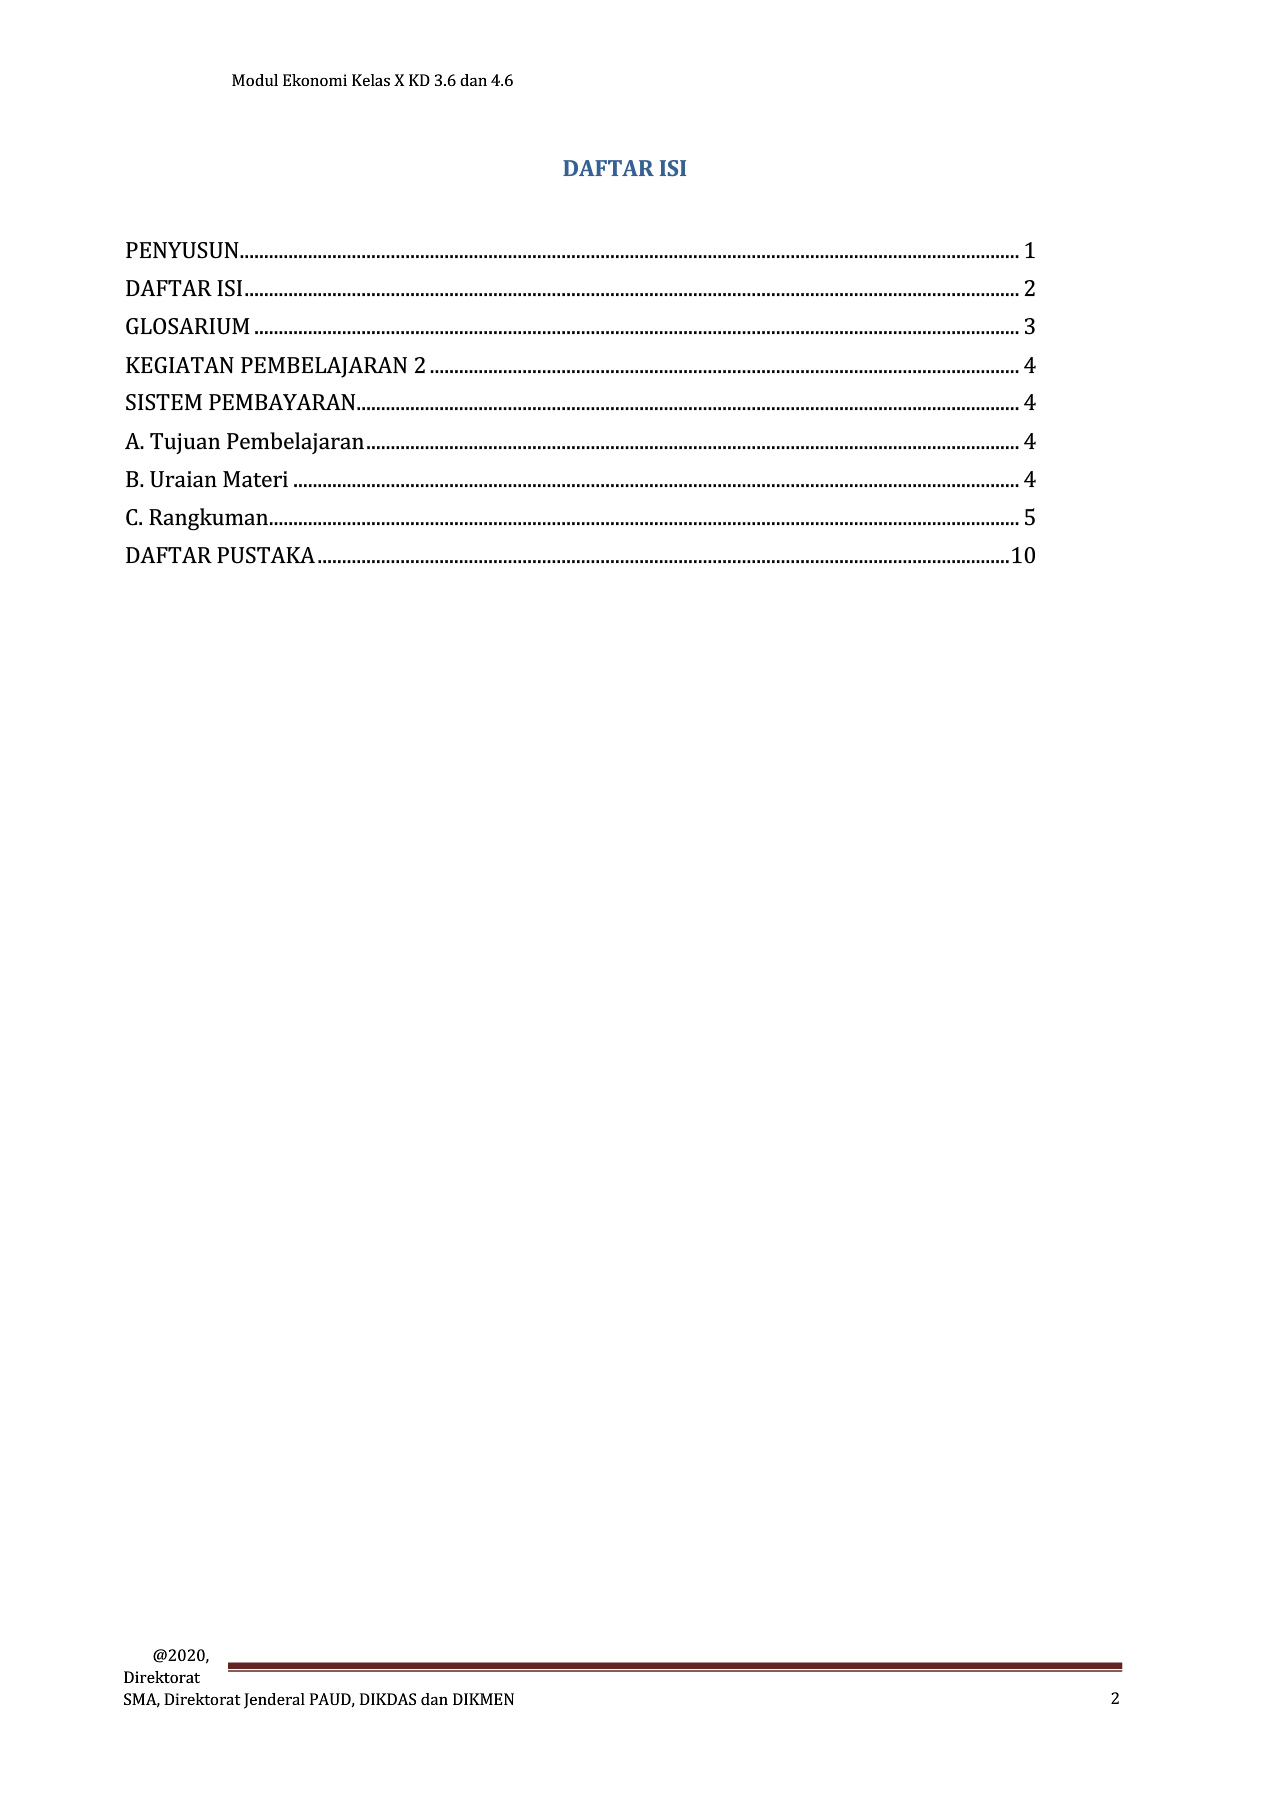 Modul Ekonomi Kelas X KD 3.6 dan 4.6
DAFTAR ISI
PENYUSUN.......................................................................................................... 1
DAFTAR ISI......................................................................................................... 2
GLOSARIUM ....................................................................................................... 3
KEGIATAN PEMBELAJARAN 2 ........................................................................ 4
SISTEM PEMBAYARAN..................................................................................... 4
A. Tujuan Pembelajaran..................................................................................... 4
B. Uraian Materi ................................................................................................ 4
C. Rangkuman.................................................................................................... 5
DAFTAR PUSTAKA...........................................................................................10
@2020,
Direktorat
SMA, Direktorat Jenderal PAUD, DIKDAS dan DIKMEN
2